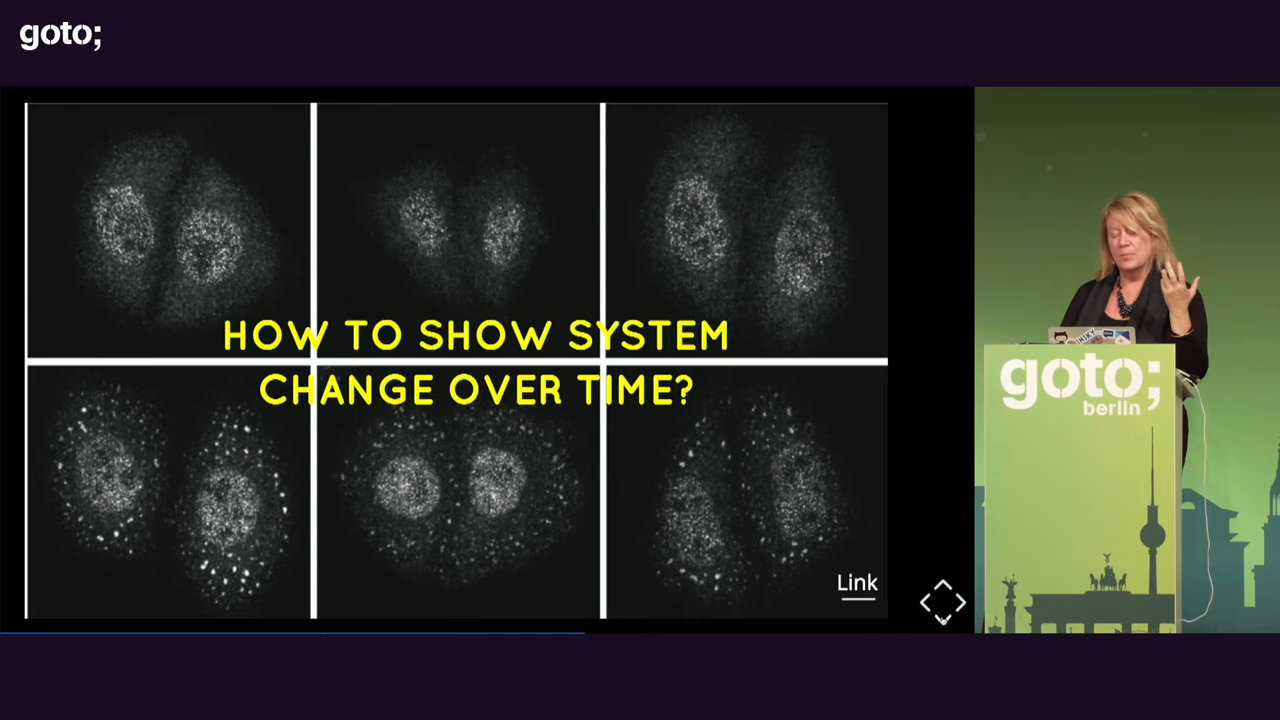 goto;
HOW TO SHOW SYSTEM
CHANGE OVER TIME?
Link
goto;
berlin